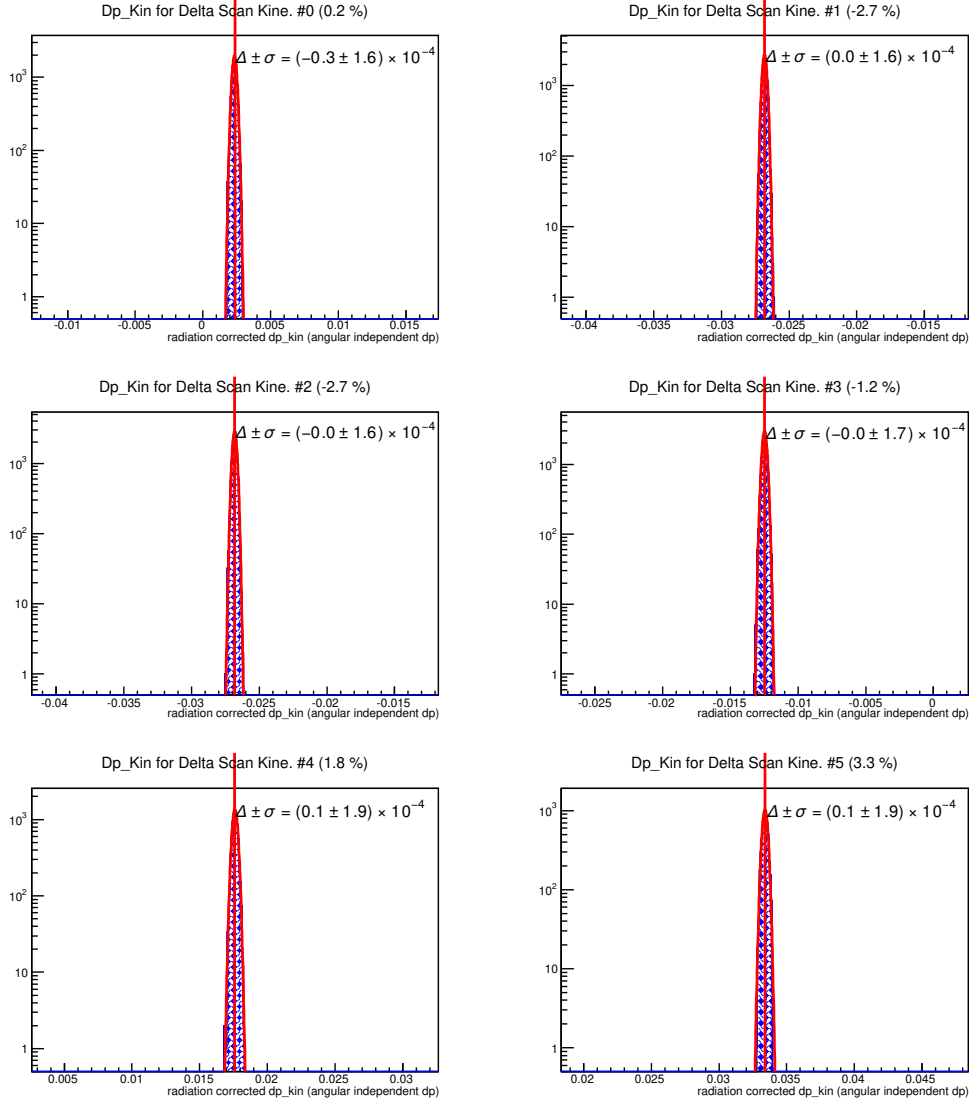 Dp_Kin for Delta Scan Kine. #0 (0.2 %)
Δ ± σ = (−0.3 ± 1.6) × 10⁻⁴
10³
10²
10
1
-0.01 -0.005 0 0.005 0.01 0.015
radiation corrected dp_kin (angular independent dp)
Dp_Kin for Delta Scan Kine. #1 (-2.7 %)
Δ ± σ = (0.0 ± 1.6) × 10⁻⁴
10³
10²
10
1
-0.04 -0.035 -0.03 -0.025 -0.02 -0.015
radiation corrected dp_kin (angular independent dp)
Dp_Kin for Delta Scan Kine. #2 (-2.7 %)
Δ ± σ = (−0.0 ± 1.6) × 10⁻⁴
10³
10²
10
1
-0.04 -0.035 -0.03 -0.025 -0.02 -0.015
radiation corrected dp_kin (angular independent dp)
Dp_Kin for Delta Scan Kine. #3 (-1.2 %)
Δ ± σ = (−0.0 ± 1.7) × 10⁻⁴
10³
10²
10
1
-0.025 -0.02 -0.015 -0.01 -0.005 0
radiation corrected dp_kin (angular independent dp)
Dp_Kin for Delta Scan Kine. #4 (1.8 %)
Δ ± σ = (0.1 ± 1.9) × 10⁻⁴
10³
10²
10
1
0.005 0.01 0.015 0.02 0.025 0.03
radiation corrected dp_kin (angular independent dp)
Dp_Kin for Delta Scan Kine. #5 (3.3 %)
Δ ± σ = (0.1 ± 1.9) × 10⁻⁴
10³
10²
10
1
0.02 0.025 0.03 0.035 0.04 0.045
radiation corrected dp_kin (angular independent dp)